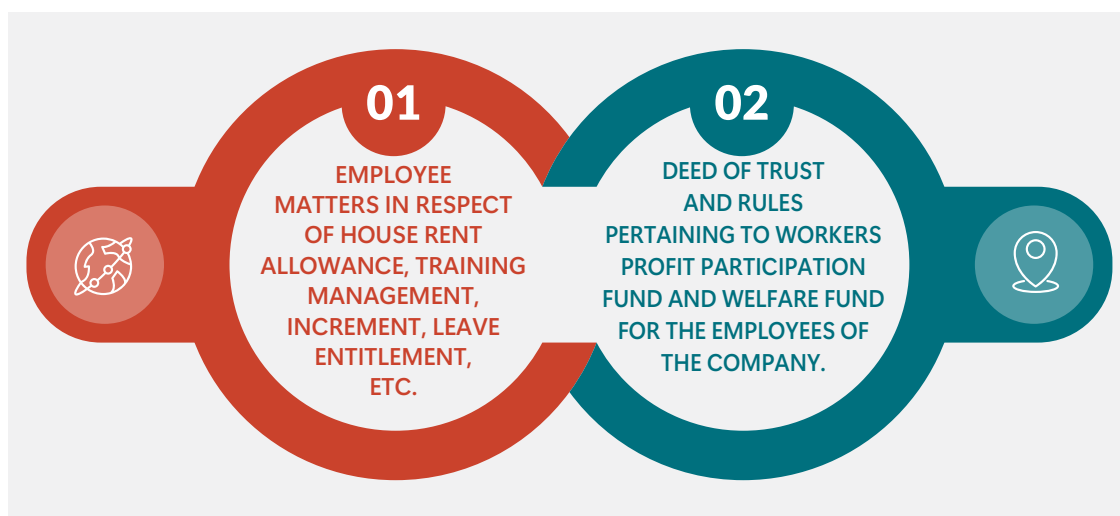 01
EMPLOYEE
MATTERS IN RESPECT
OF HOUSE RENT
ALLOWANCE, TRAINING
MANAGEMENT,
INCREMENT, LEAVE
ENTITLEMENT,
ETC.
02
DEED OF TRUST
AND RULES
PERTAINING TO WORKERS
PROFIT PARTICIPATION
FUND AND WELFARE FUND
FOR THE EMPLOYEES OF
THE COMPANY.